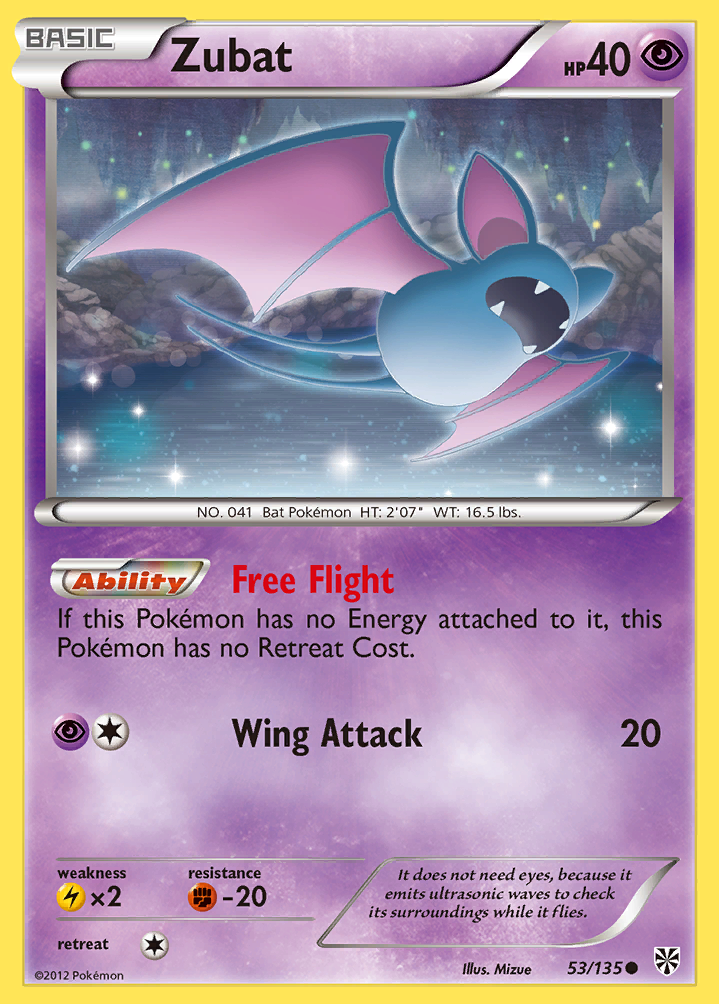 BASIC Zubat HP40
NO. 041 Bat Pokémon HT: 2'07" WT: 16.5 lbs.
Ability Free Flight
If this Pokémon has no Energy attached to it, this
Pokémon has no Retreat Cost.
Wing Attack 20
weakness resistance
×2 -20
retreat
It does not need eyes, because it
emits ultrasonic waves to check
its surroundings while it flies.
©2012 Pokémon Illus. Mizue 53/135